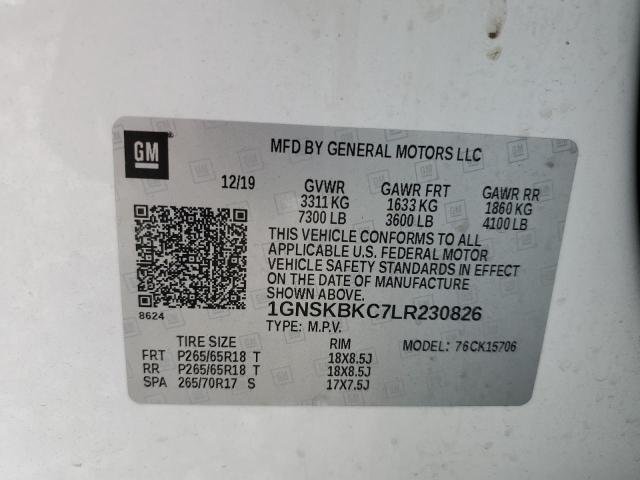 GM
MFD BY GENERAL MOTORS LLC
12/19 GVWR GAWR FRT GAWR RR
3311 KG 1633 KG 1860 KG
7300 LB 3600 LB 4100 LB
THIS VEHICLE CONFORMS TO ALL
APPLICABLE U.S. FEDERAL MOTOR
VEHICLE SAFETY STANDARDS IN EFFECT
ON THE DATE OF MANUFACTURE
SHOWN ABOVE.
8624
1GNSKBKC7LR230826
TYPE: M.P.V.
TIRE SIZE RIM MODEL: 76CK15706
FRT P265/65R18 T 18X8.5J
RR P265/65R18 T 18X8.5J
SPA 265/70R17 S 17X7.5J